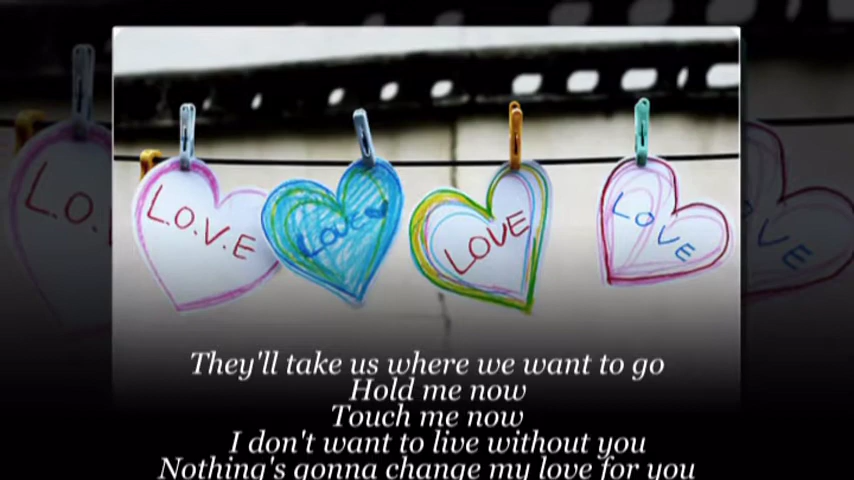 L.O.V.E
LOVE
LOVE
LOVE
They'll take us where we want to go
Hold me now
Touch me now
I don't want to live without you
Nothing's gonna change my love for you